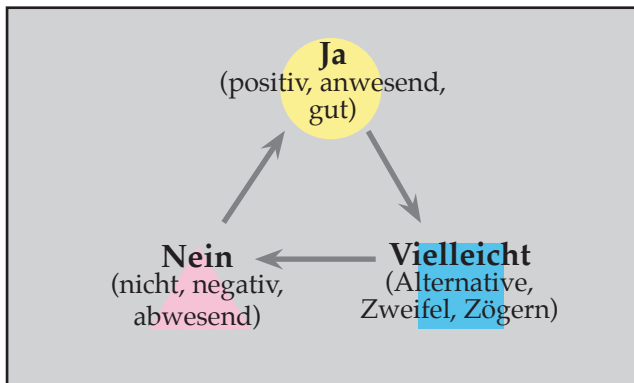 Ja
(positiv, anwesend,
gut)
Nein
(nicht, negativ,
abwesend)
Vielleicht
(Alternative,
Zweifel, Zögern)